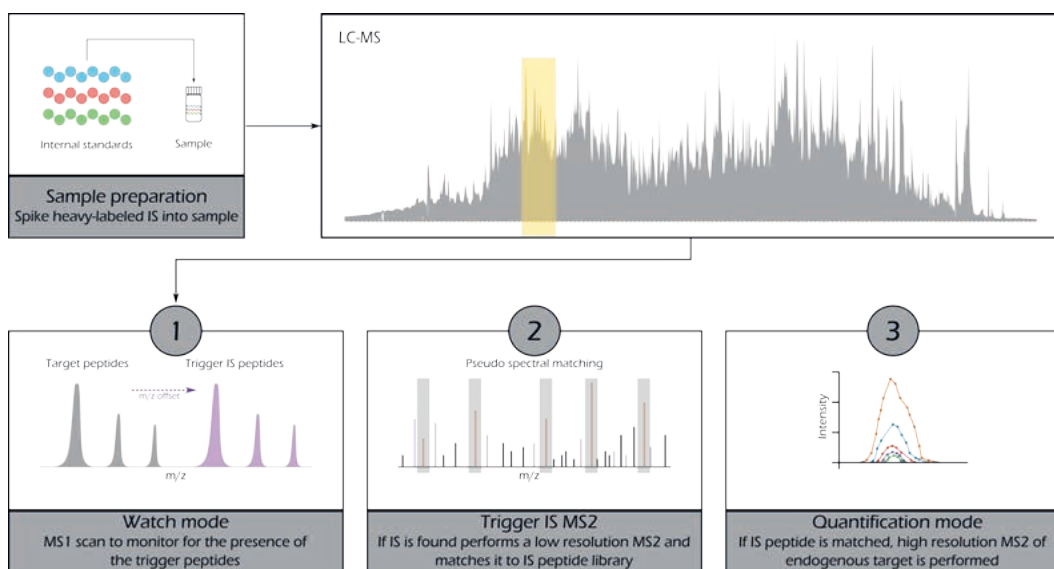 LC-MS
Internal standards
Sample
Sample preparation
Spike heavy-labeled IS into sample
1
Target peptides
Trigger IS peptides
m/z offset
m/z
Watch mode
MS1 scan to monitor for the presence of
the trigger peptides
2
Pseudo spectral matching
m/z
Trigger IS MS2
If IS is found performs a low resolution MS2 and
matches it to IS peptide library
3
Intensity
Quantification mode
If IS peptide is matched, high resolution MS2 of
endogenous target is performed